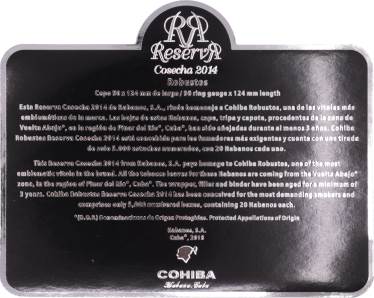 RR
ReservA
Cosecha 2014
Robustos
Cepo 50 x 124 mm de largo / 50 ring gauge x 124 mm length
Esta Reserva Cosecha 2014 de Habanos, S.A., rinde homenaje a Cohiba Robustos, una de las vitolas más
emblemáticas de la marca. Las hojas de estos Habanos, capa, tripa y capote, procedentes de la zona de
Vuelta Abajo*, en la región de Pinar del Río*, Cuba*, han sido añejadas durante al menos 3 años. Cohiba
Robustos Reserva Cosecha 2014 está concebido para los fumadores más exigentes y cuenta con una tirada
de solo 5.000 estuches numerados, con 20 Habanos cada uno.
This Reserva Cosecha 2014 from Habanos, S.A. pays homage to Cohiba Robustos, one of the most
emblematic vitola in the brand. All the tobacco leaves for these Habanos are coming from the Vuelta Abajo*
zone, in the region of Pinar del Río*, Cuba*. The wrapper, filler and binder have been aged for a minimum of
3 years. Cohiba Robustos Reserva Cosecha 2014 has been conceived for the most demanding smokers and
comprises only 5,000 numbered boxes, containing 20 Habanos each.
*(D.O.P.) Denominaciones de Origen Protegidas. Protected Appellations of Origin
Habanos, S.A.
Cuba*, 2018
COHIBA
Habana, Cuba